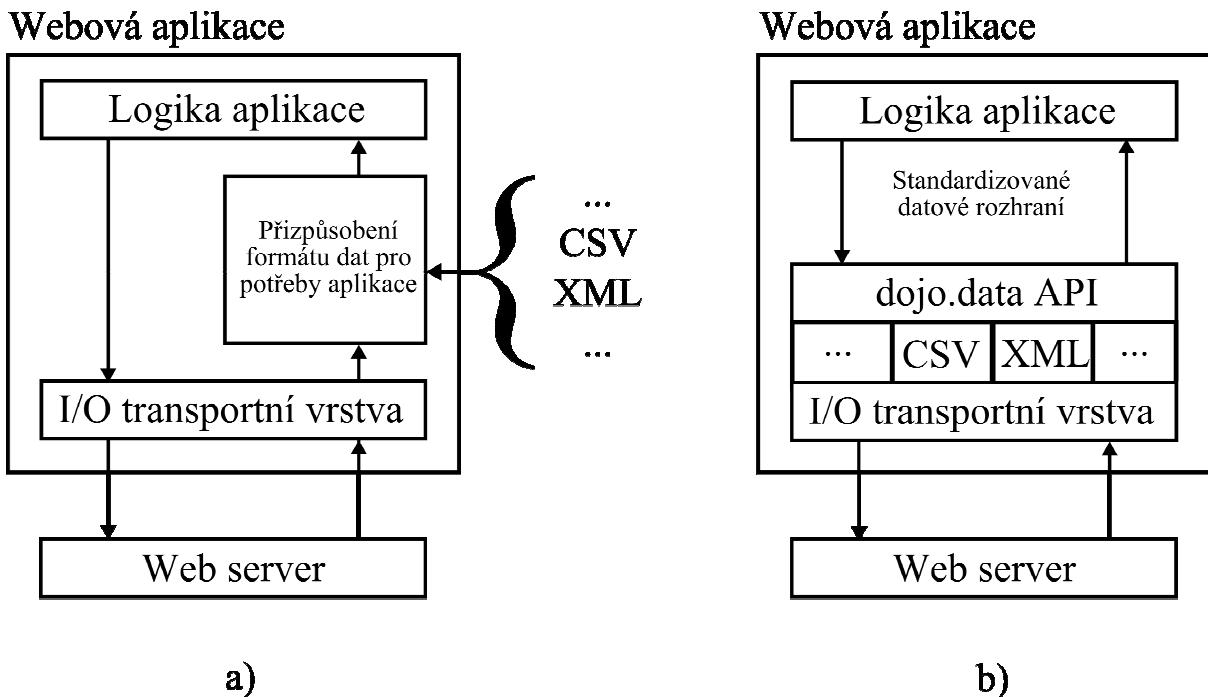 Webová aplikace
Logika aplikace
Přizpůsobení
formátu dat pro
potřeby aplikace
...
CSV
XML
...
I/O transportní vrstva
Web server
a)
Webová aplikace
Logika aplikace
Standardizované
datové rozhraní
dojo.data API
... CSV XML ...
I/O transportní vrstva
Web server
b)